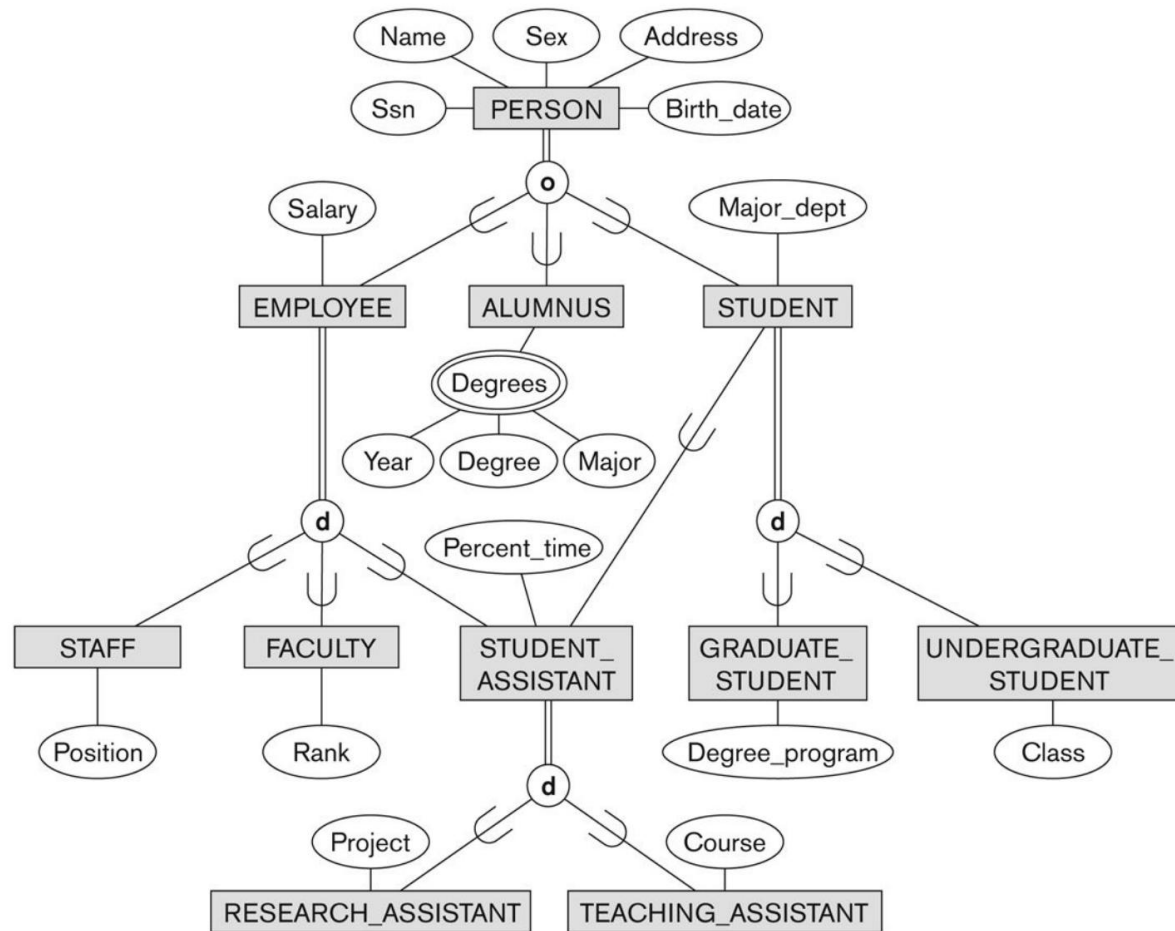 Name
Sex
Address
Ssn
PERSON
Birth_date
o
Salary
Major_dept
EMPLOYEE
ALUMNUS
STUDENT
Degrees
Year
Degree
Major
d
d
Percent_time
STAFF
FACULTY
STUDENT_
ASSISTANT
GRADUATE_
STUDENT
UNDERGRADUATE_
STUDENT
Position
Rank
Degree_program
Class
d
Project
Course
RESEARCH_ASSISTANT
TEACHING_ASSISTANT